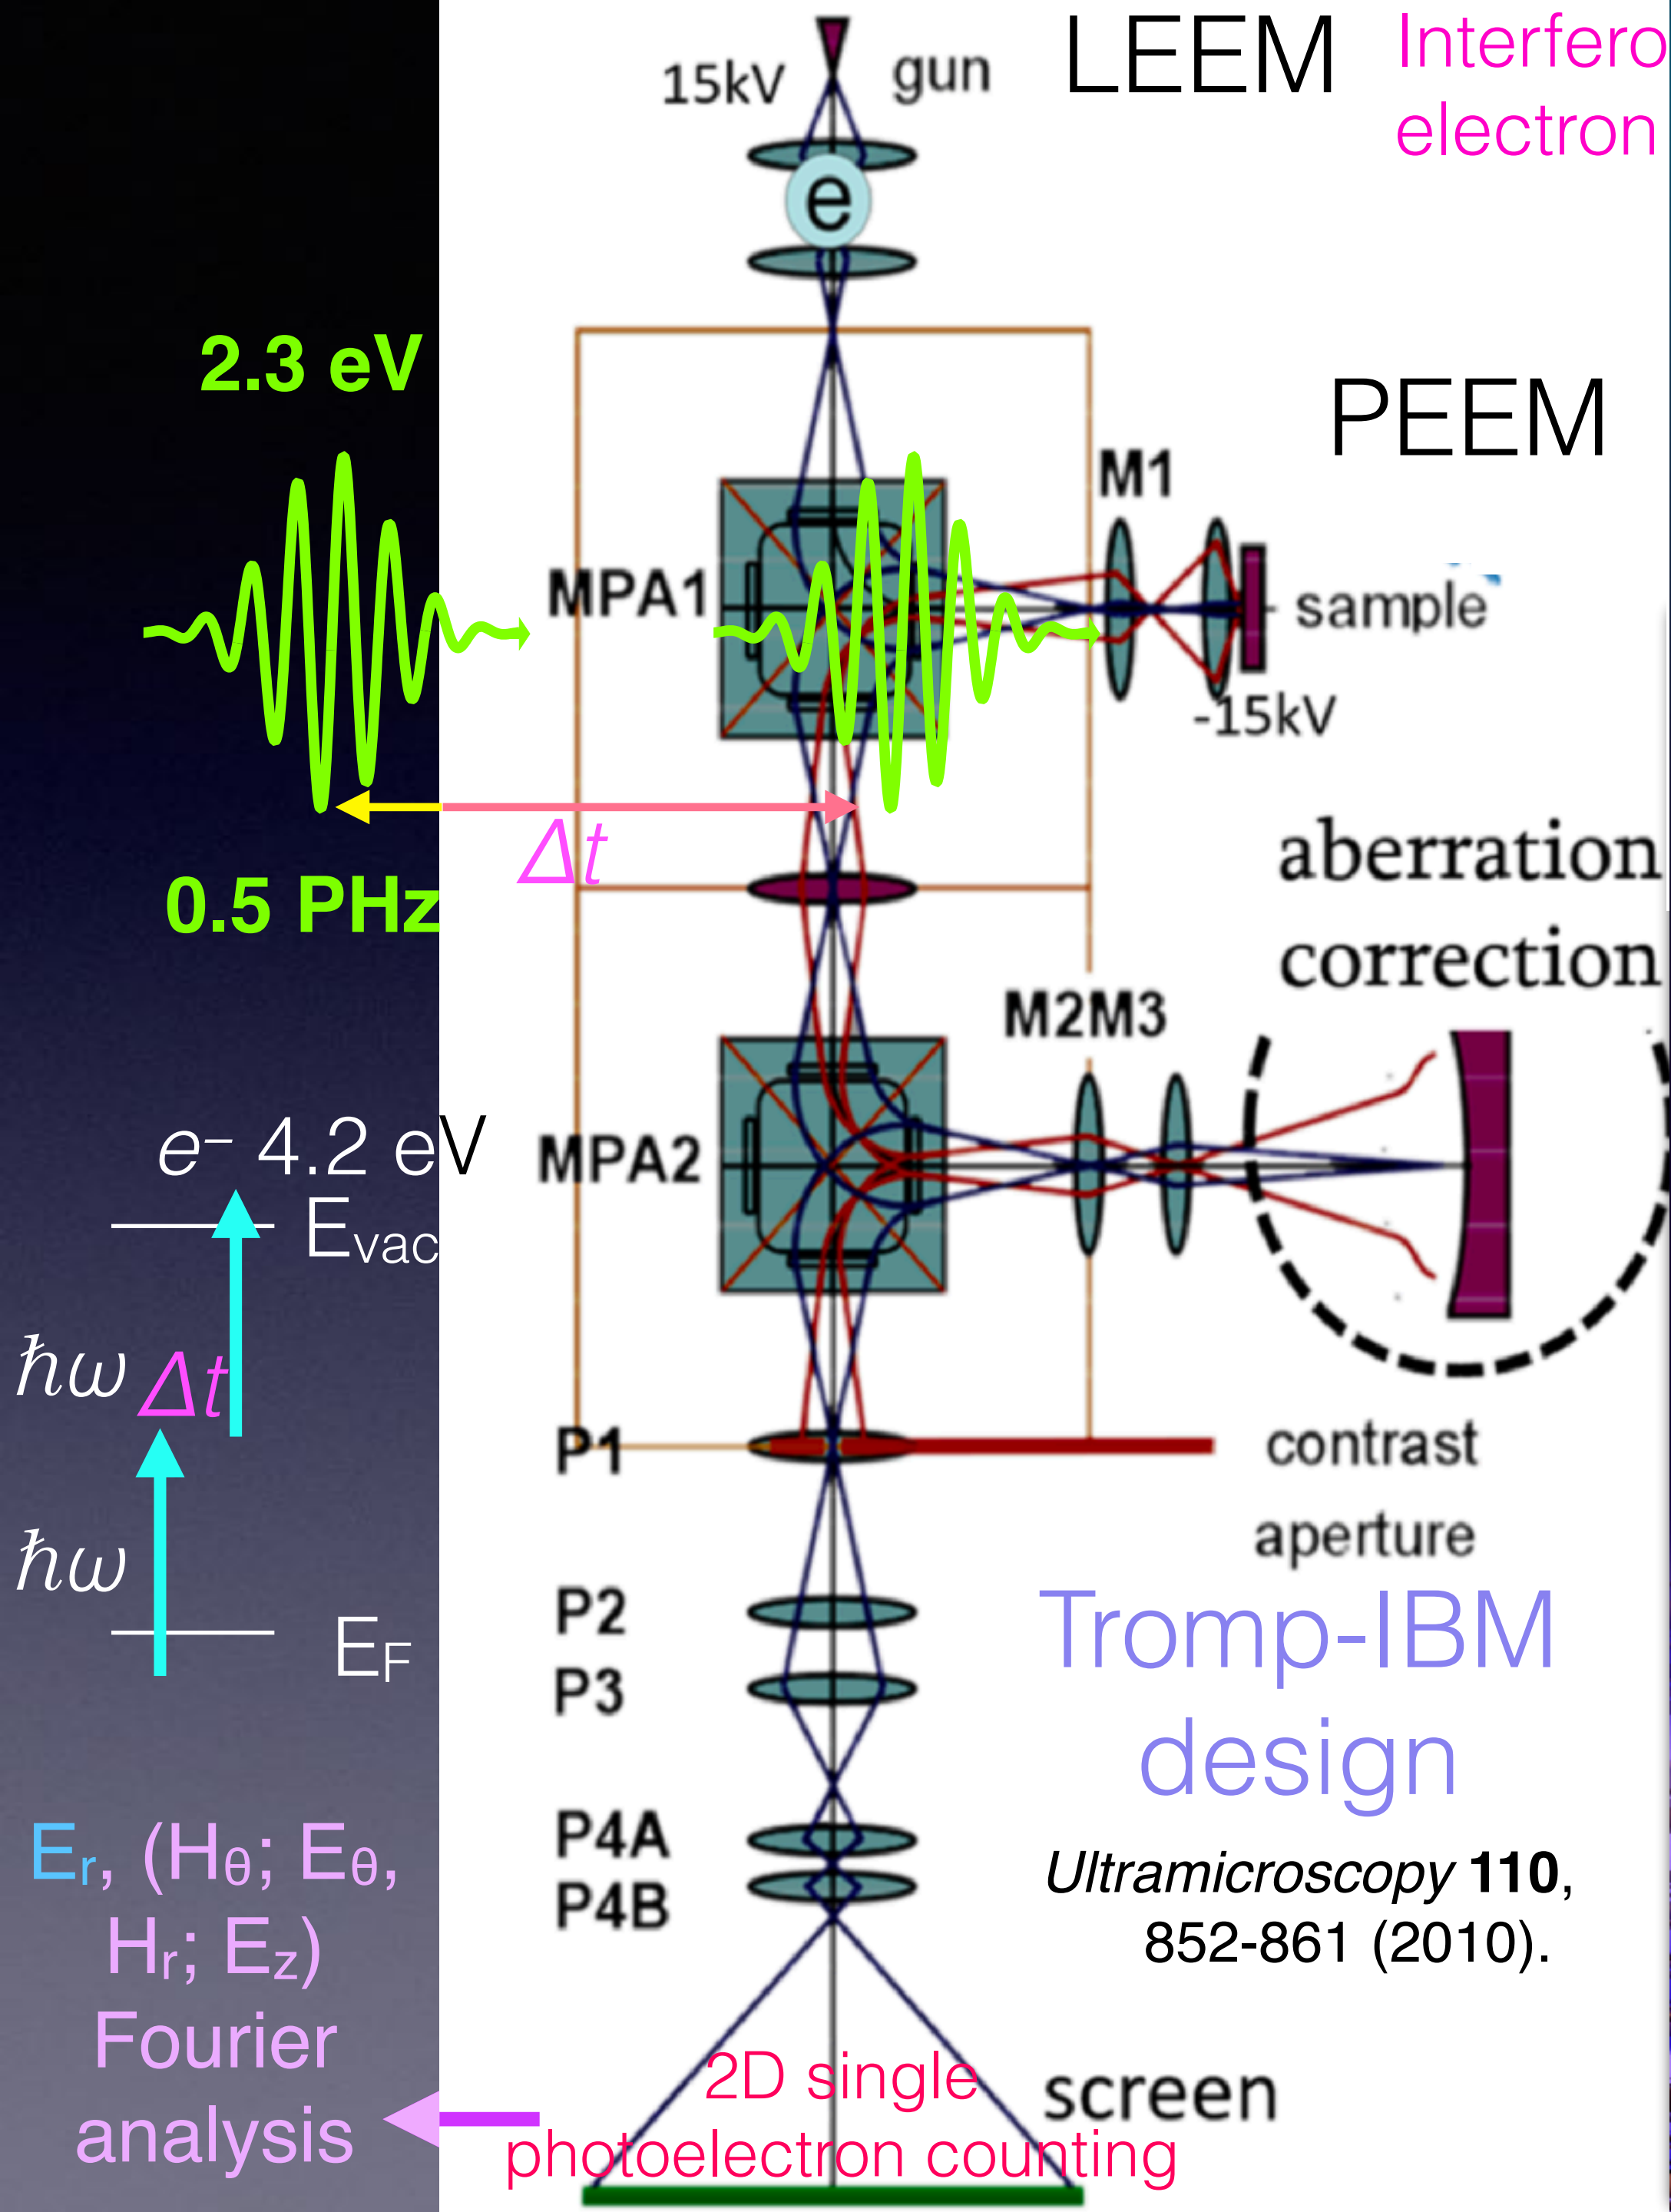 LEEM
Interfero
electron
15kV
gun
e
2.3 eV
PEEM
M1
MPA1
sample
-15kV
Δt
0.5 PHz
aberration
correction
M2M3
e– 4.2 eV
MPA2
Evac
ħω Δt
P1
contrast
aperture
ħω
EF
P2
P3
Tromp-IBM
design
P4A
P4B
Ultramicroscopy 110,
852-861 (2010).
Er, (Hθ; Eθ,
Hr; Ez)
Fourier
analysis
2D single
photoelectron counting
screen